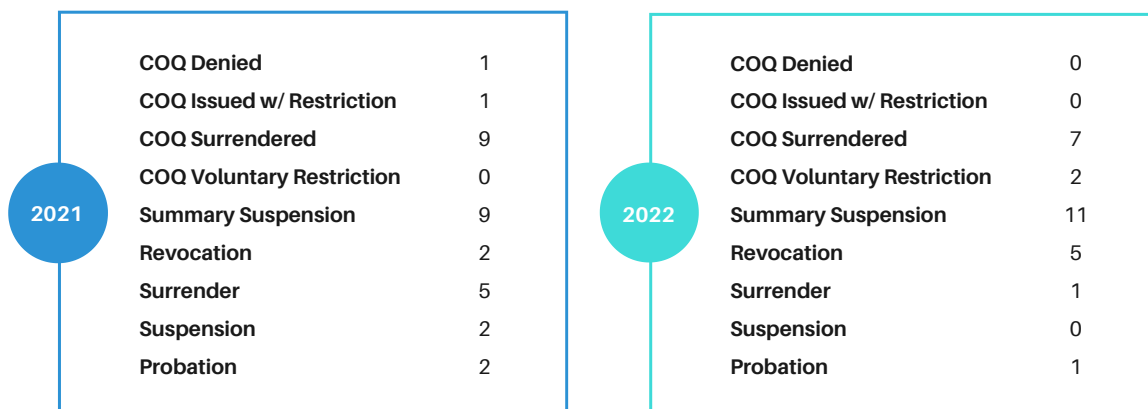 2021
COQ Denied 1
COQ Issued w/ Restriction 1
COQ Surrendered 9
COQ Voluntary Restriction 0
Summary Suspension 9
Revocation 2
Surrender 5
Suspension 2
Probation 2
2022
COQ Denied 0
COQ Issued w/ Restriction 0
COQ Surrendered 7
COQ Voluntary Restriction 2
Summary Suspension 11
Revocation 5
Surrender 1
Suspension 0
Probation 1